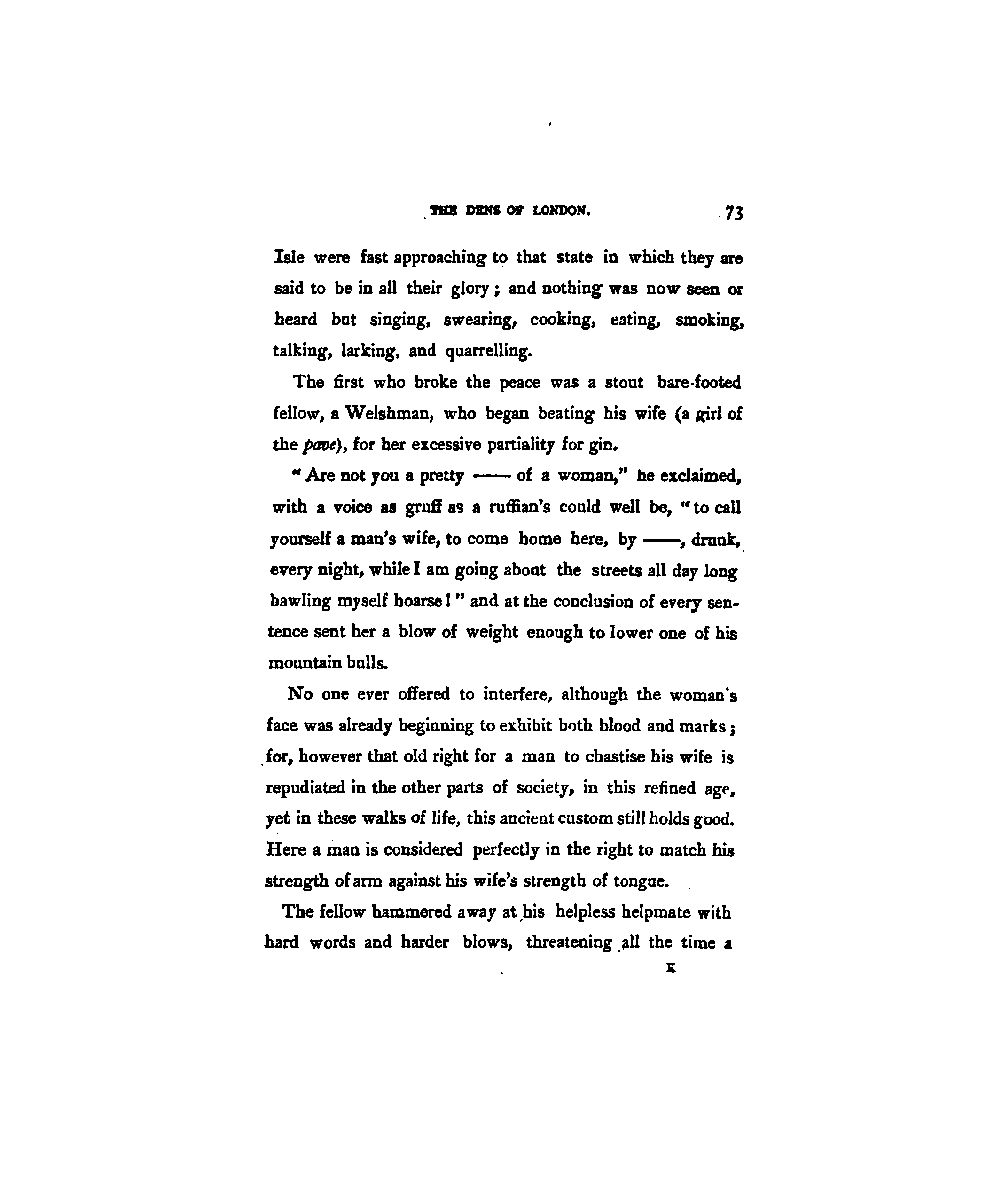 THE DENS OF LONDON. 73
Isle were fast approaching to that state in which they are
said to be in all their glory ; and nothing was now seen or
heard but singing, swearing, cooking, eating, smoking,
talking, larking, and quarrelling.
The first who broke the peace was a stout bare-footed
fellow, a Welshman, who began beating his wife (a girl of
the pave), for her excessive partiality for gin.
" Are not you a pretty —— of a woman," he exclaimed,
with a voice as gruff as a ruffian's could well be, " to call
yourself a man's wife, to come home here, by ——, drunk,
every night, while I am going about the streets all day long
bawling myself hoarse ! " and at the conclusion of every sen-
tence sent her a blow of weight enough to lower one of his
mountain bulls.
No one ever offered to interfere, although the woman's
face was already beginning to exhibit both blood and marks ;
for, however that old right for a man to chastise his wife is
repudiated in the other parts of society, in this refined age,
yet in these walks of life, this ancient custom still holds good.
Here a man is considered perfectly in the right to match his
strength of arm against his wife's strength of tongue.
The fellow hammered away at his helpless helpmate with
hard words and harder blows, threatening all the time a
E